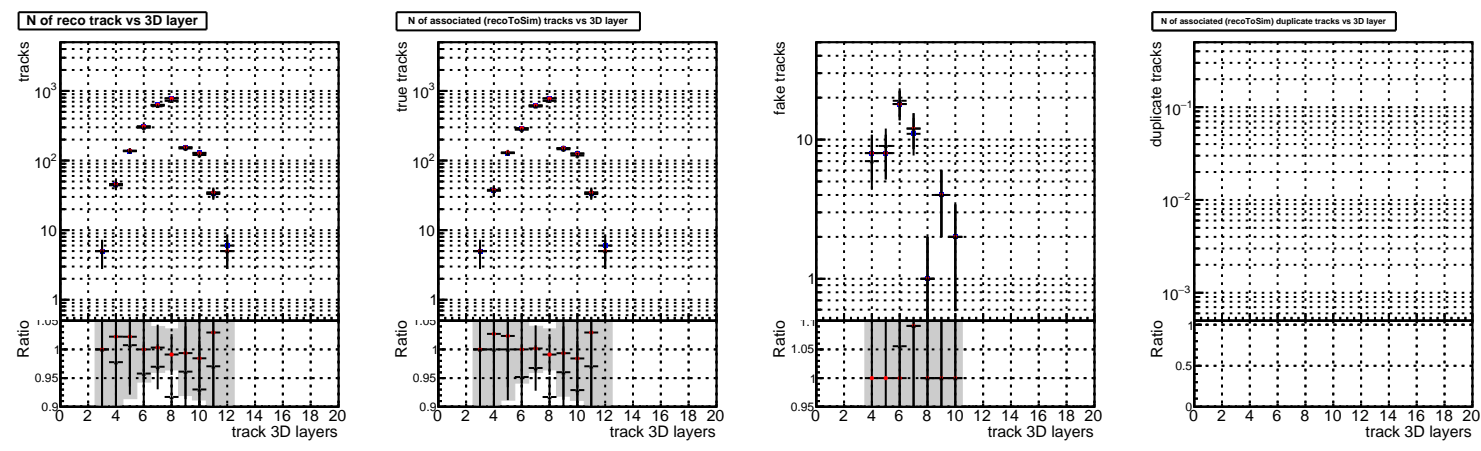 N of reco track vs 3D layer
N of associated (recoToSim) tracks vs 3D layer
N of associated (recoToSim) duplicate tracks vs 3D layer
tracks
10³
10²
10
1
Ratio
1.05
1
0.95
0.9
0 2 4 6 8 10 12 14 16 18 20
track 3D layers
true tracks
10³
10²
10
1
Ratio
1.05
1
0.95
0.9
0 2 4 6 8 10 12 14 16 18 20
track 3D layers
fake tracks
10
1
Ratio
1.1
1.05
1
0.95
0 2 4 6 8 10 12 14 16 18 20
track 3D layers
duplicate tracks
10⁻¹
10⁻²
10⁻³
Ratio
1
0.5
0
0 2 4 6 8 10 12 14 16 18 20
track 3D layers